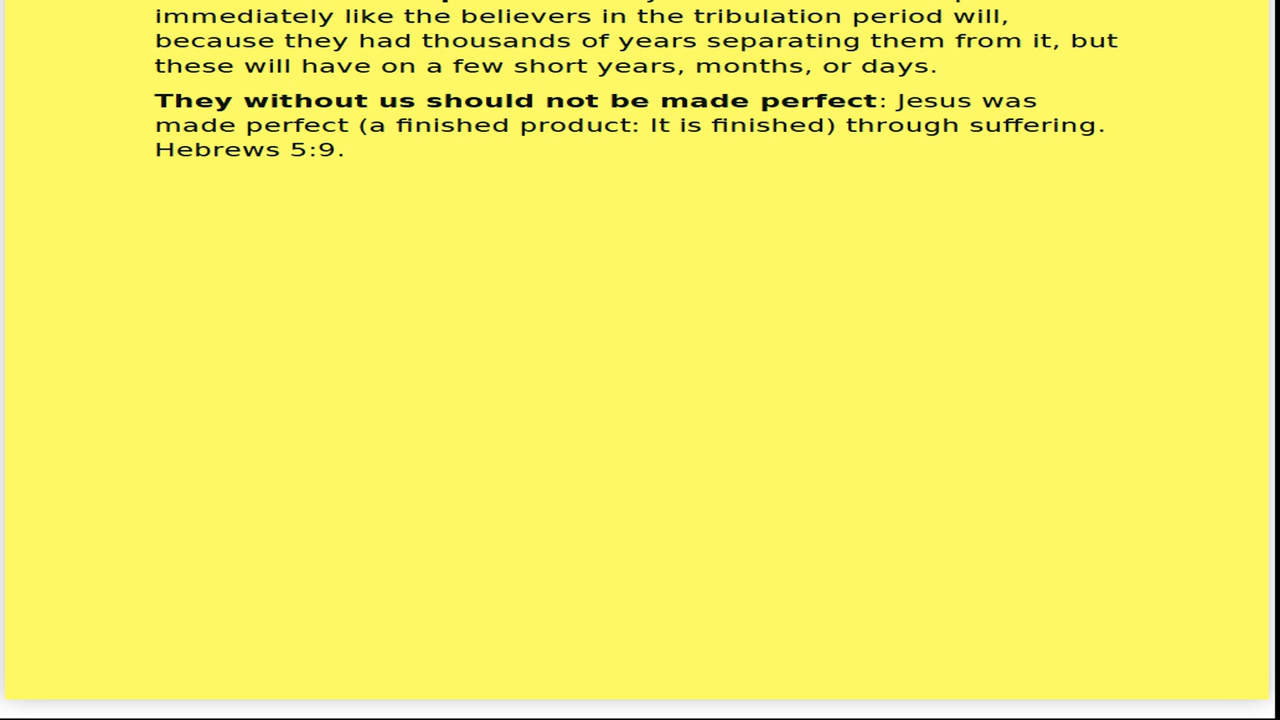 immediately like the believers in the tribulation period will,
because they had thousands of years separating them from it, but
these will have on a few short years, months, or days.
They without us should not be made perfect: Jesus was
made perfect (a finished product: It is finished) through suffering.
Hebrews 5:9.